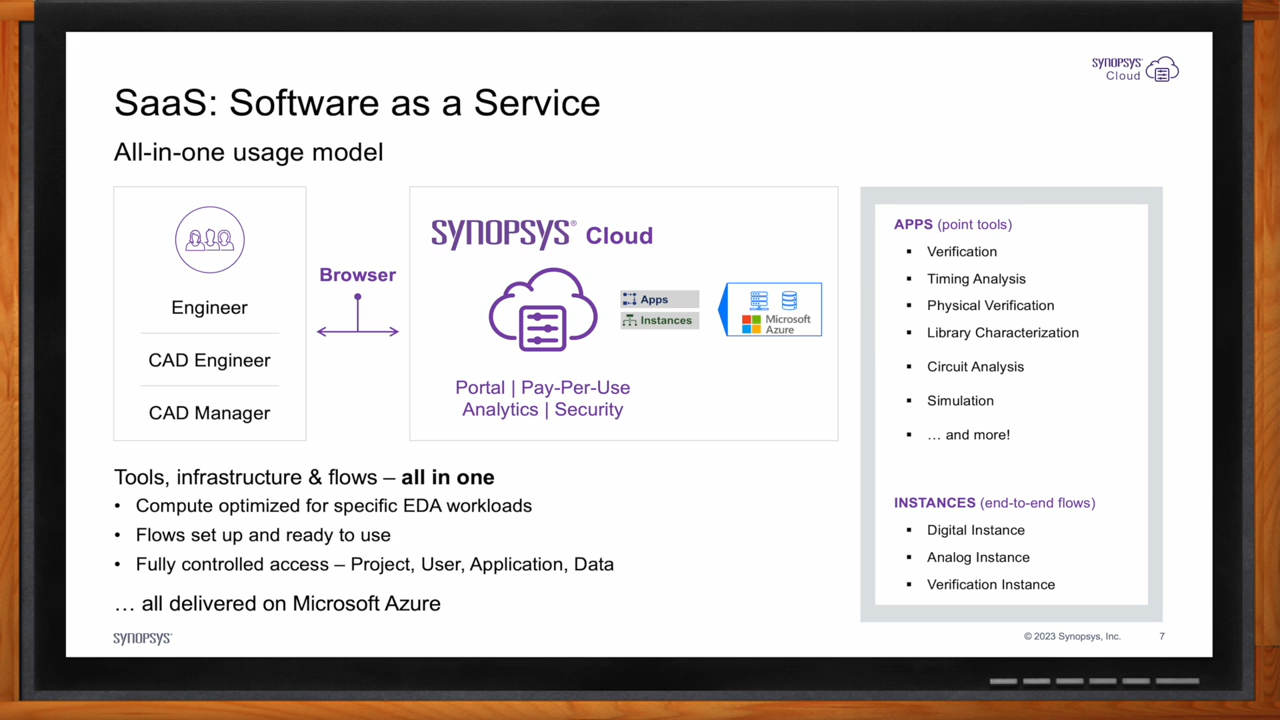 SYNOPSYS®
Cloud
SaaS: Software as a Service
All-in-one usage model
Engineer
CAD Engineer
CAD Manager
Browser
SYNOPSYS® Cloud
Apps
Instances
Microsoft
Azure
Portal | Pay-Per-Use
Analytics | Security
Tools, infrastructure & flows – all in one
• Compute optimized for specific EDA workloads
• Flows set up and ready to use
• Fully controlled access – Project, User, Application, Data
… all delivered on Microsoft Azure
APPS (point tools)
▪ Verification
▪ Timing Analysis
▪ Physical Verification
▪ Library Characterization
▪ Circuit Analysis
▪ Simulation
▪ … and more!
INSTANCES (end-to-end flows)
▪ Digital Instance
▪ Analog Instance
▪ Verification Instance
SYNOPSYS®
© 2023 Synopsys, Inc. 7